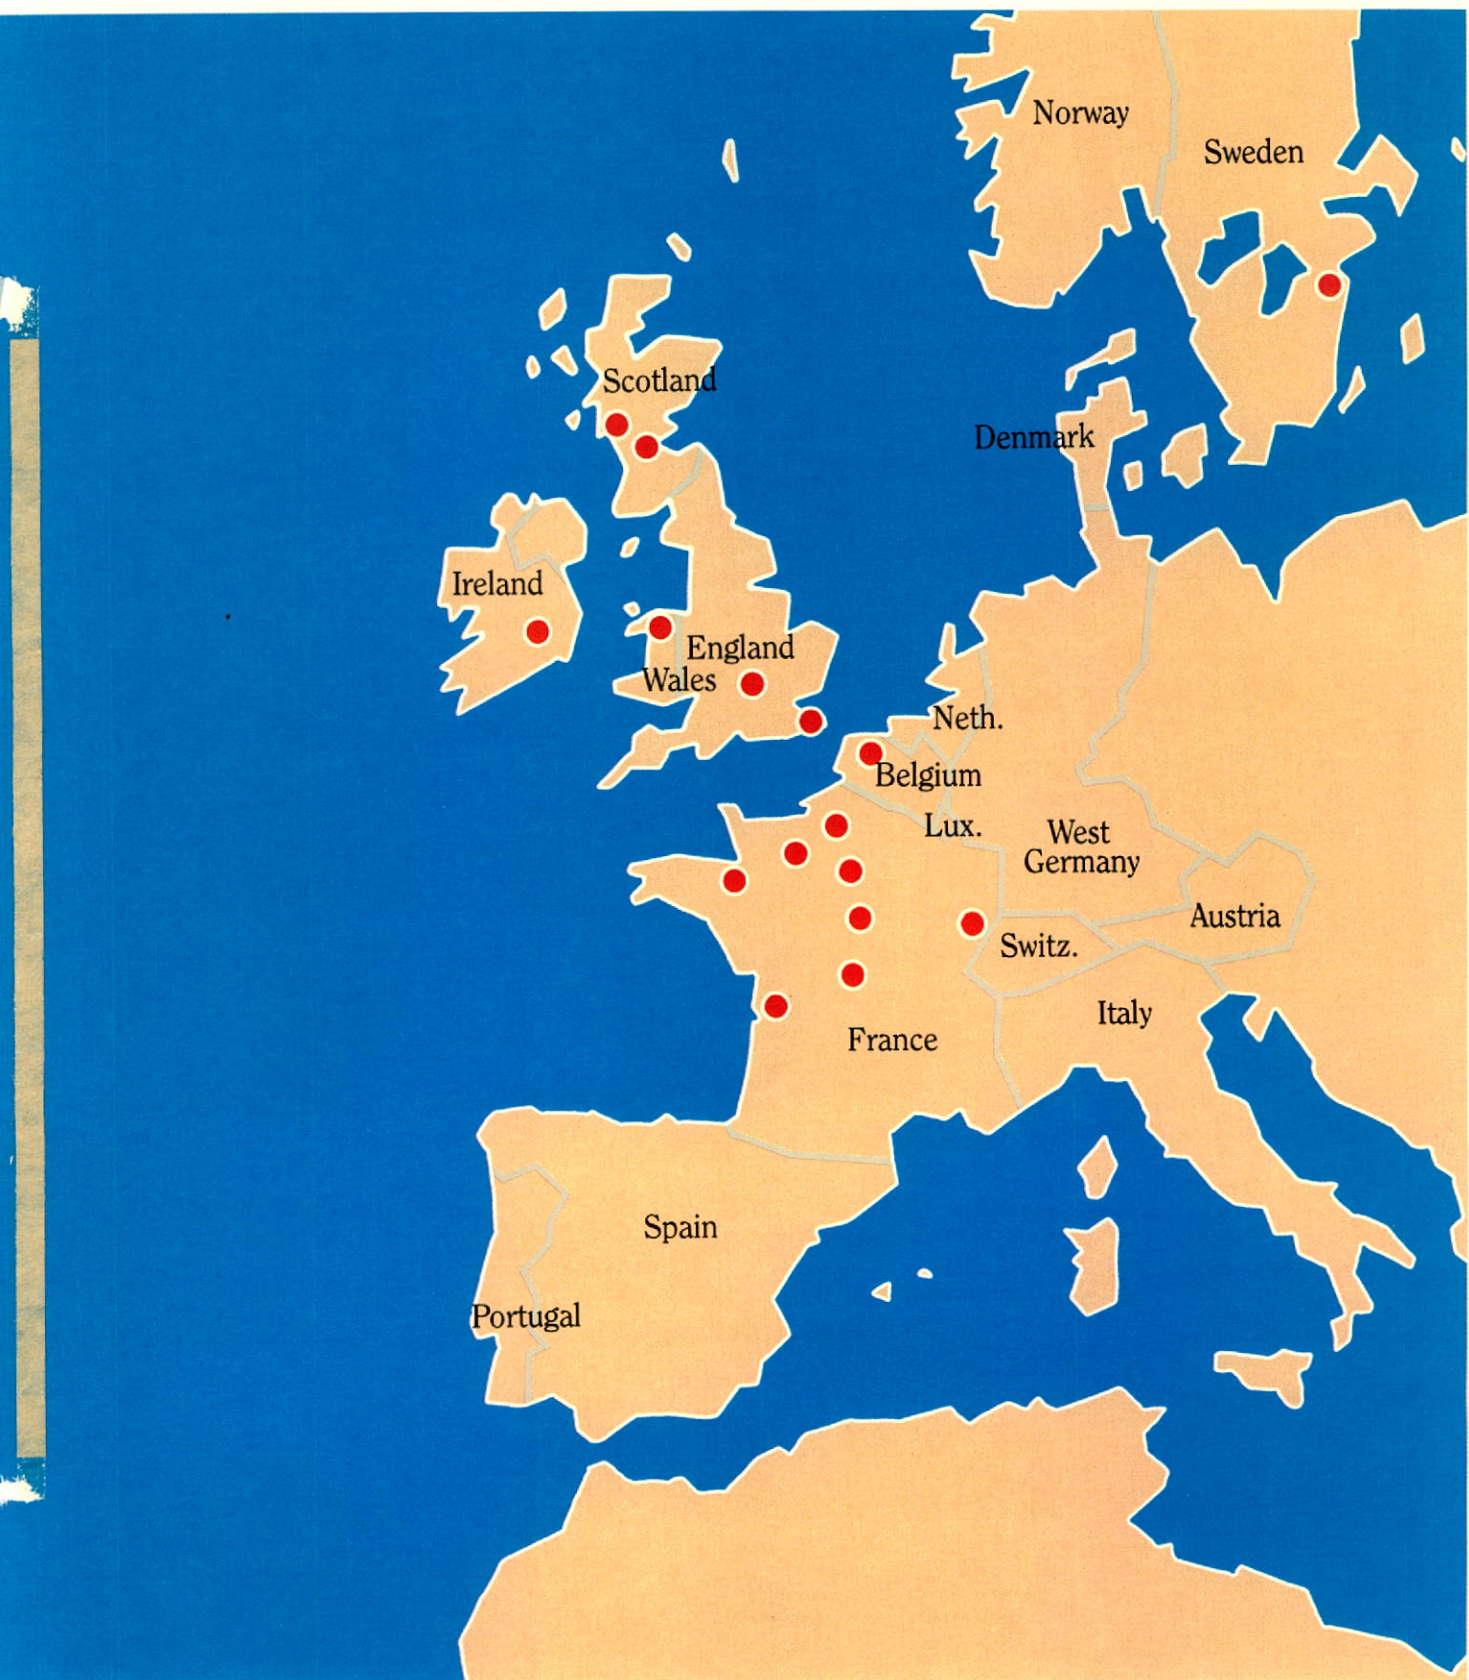 Norway
Sweden
Scotland
Denmark
Ireland
England
Wales
Neth.
Belgium
Lux.
West
Germany
Austria
Switz.
Italy
France
Spain
Portugal